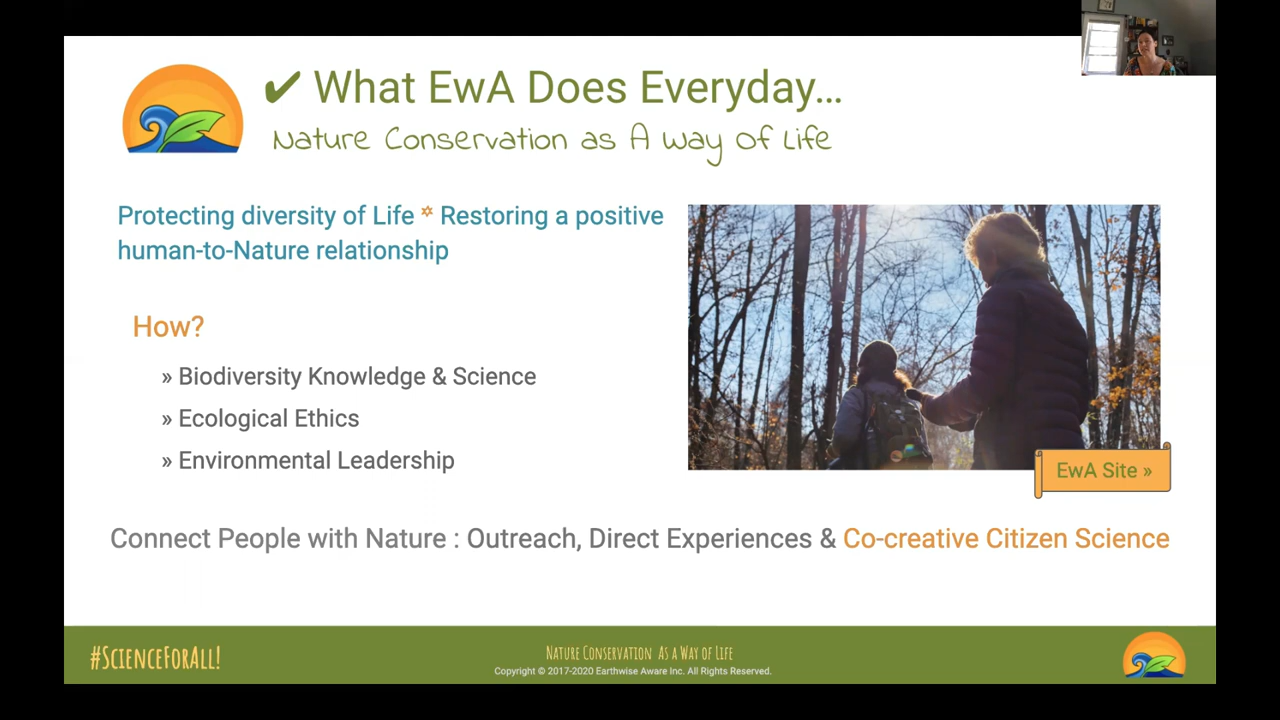 ✔ What EwA Does Everyday...
Nature Conservation as A Way Of Life
Protecting diversity of Life * Restoring a positive
human-to-Nature relationship
How?
» Biodiversity Knowledge & Science
» Ecological Ethics
» Environmental Leadership
EwA Site »
Connect People with Nature : Outreach, Direct Experiences & Co-creative Citizen Science
#ScienceForAll!
Nature Conservation As a Way of Life
Copyright © 2017-2020 Earthwise Aware Inc. All Rights Reserved.